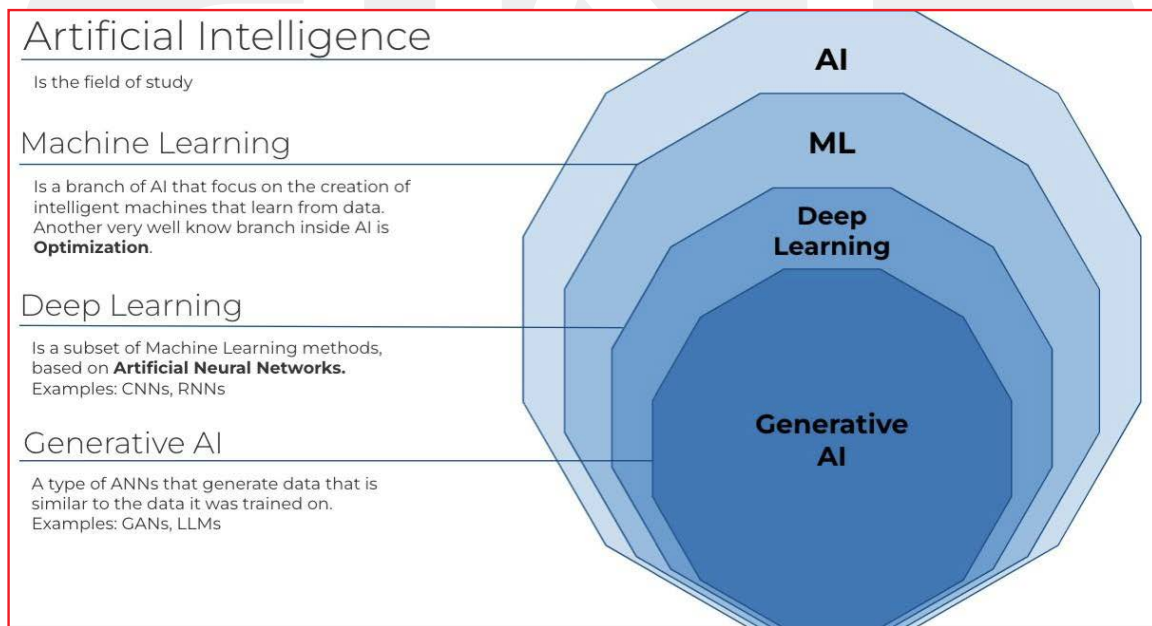 Artificial Intelligence
Is the field of study
Machine Learning
Is a branch of AI that focus on the creation of
intelligent machines that learn from data.
Another very well know branch inside AI is
Optimization.
Deep Learning
Is a subset of Machine Learning methods,
based on Artificial Neural Networks.
Examples: CNNs, RNNs
Generative AI
A type of ANNs that generate data that is
similar to the data it was trained on.
Examples: GANs, LLMs
AI
ML
Deep
Learning
Generative
AI